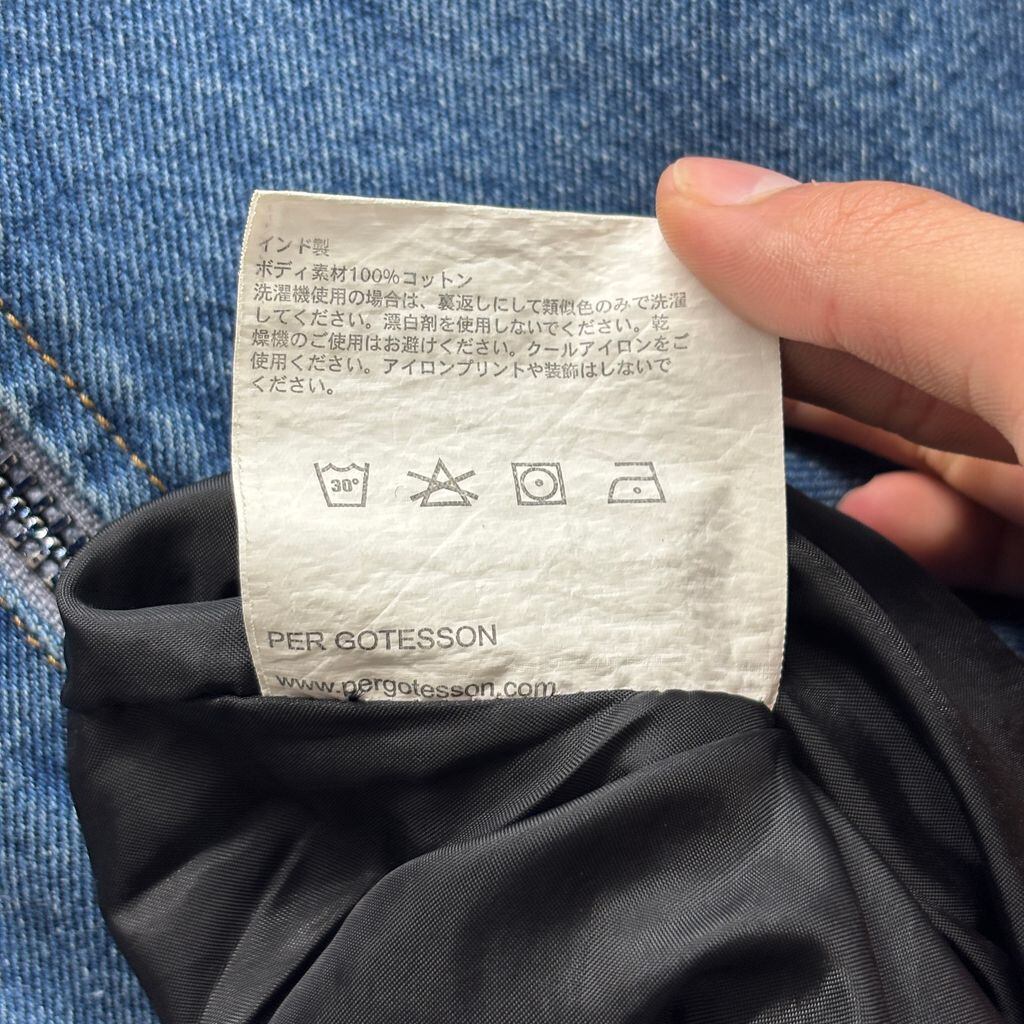 インド製
ボディ素材100%コットン
洗濯機使用の場合は、裏返しにして類似色のみで洗濯
してください。漂白剤を使用しないでください。乾
燥機のご使用はお避けください。クールアイロンをご
使用ください。アイロンプリントや装飾はしないで
ください。
30°
PER GOTESSON
www.pergotesson.com